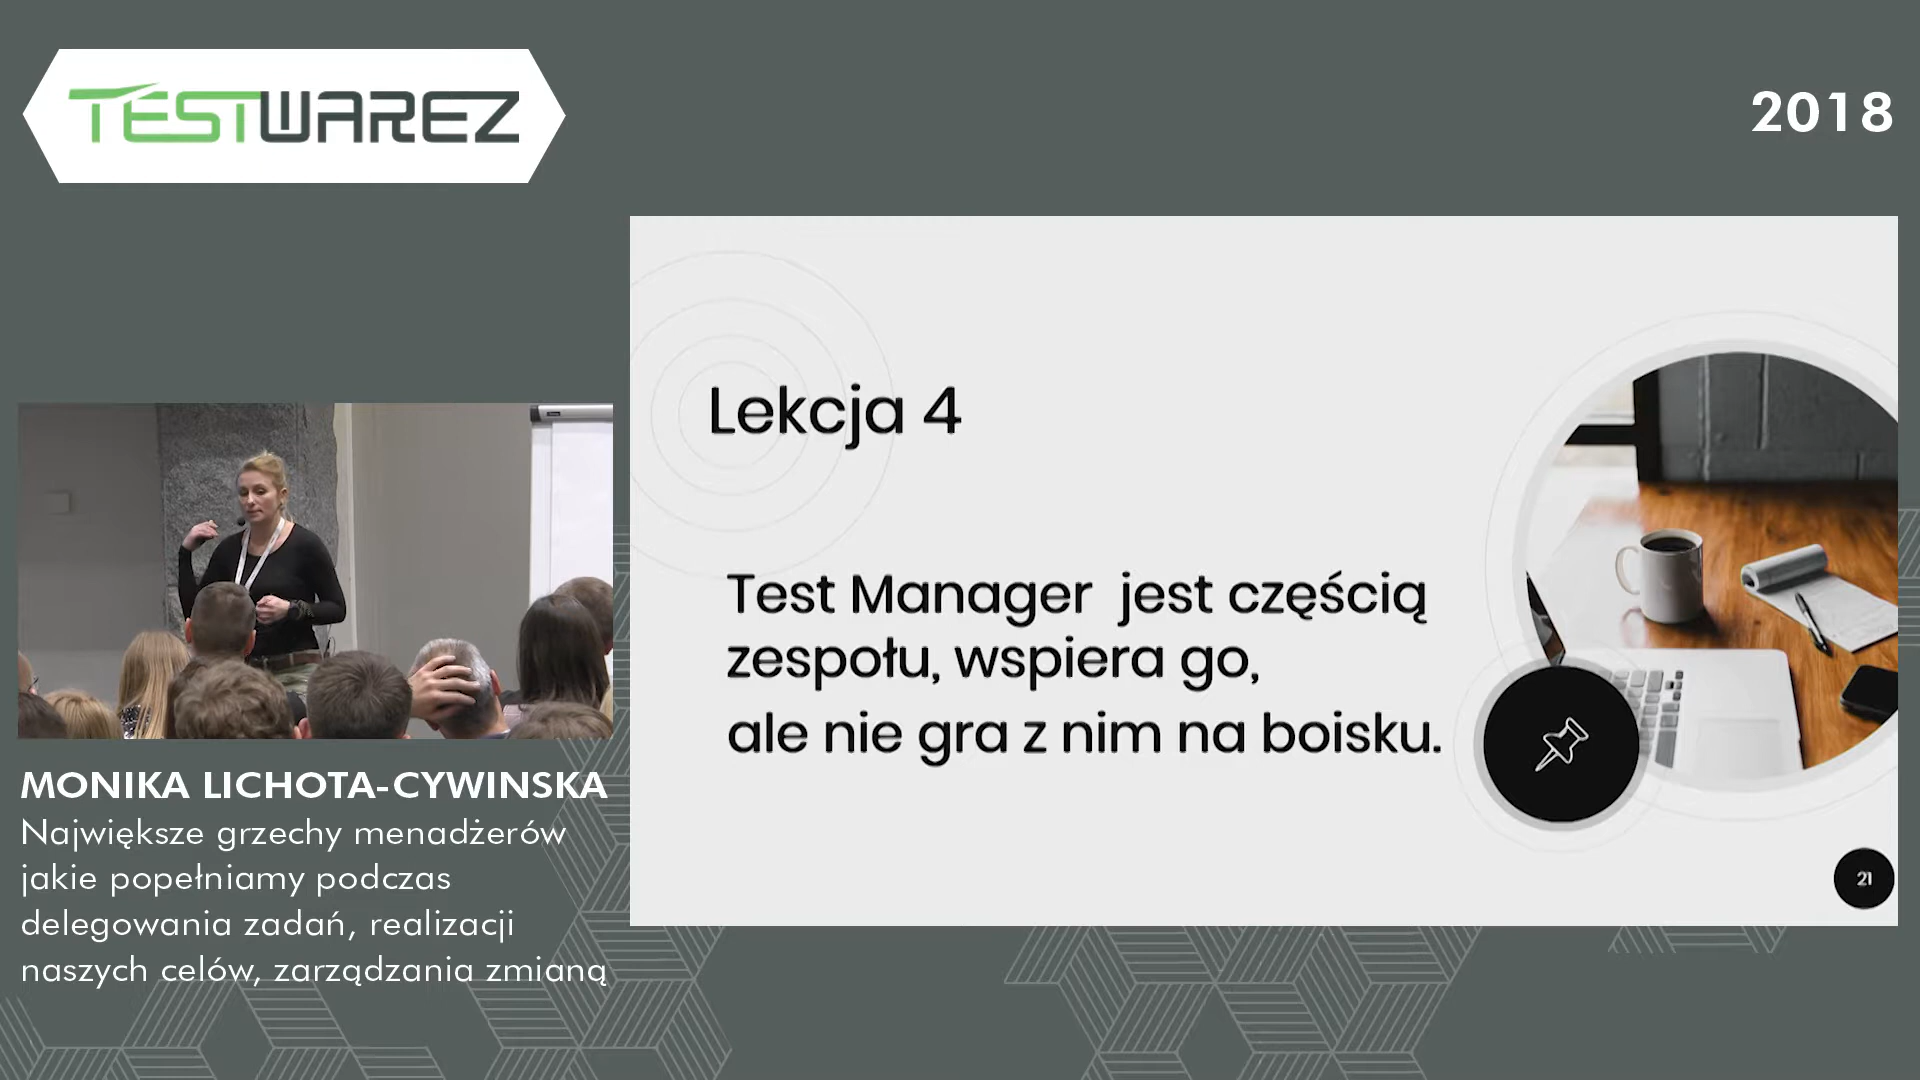 TESTWAREZ
2018
Lekcja 4
Test Manager jest częścią
zespołu, wspiera go,
ale nie gra z nim na boisku.
21
MONIKA LICHOTA-CYWINSKA
Największe grzechy menadżerów
jakie popełniamy podczas
delegowania zadań, realizacji
naszych celów, zarządzania zmianą